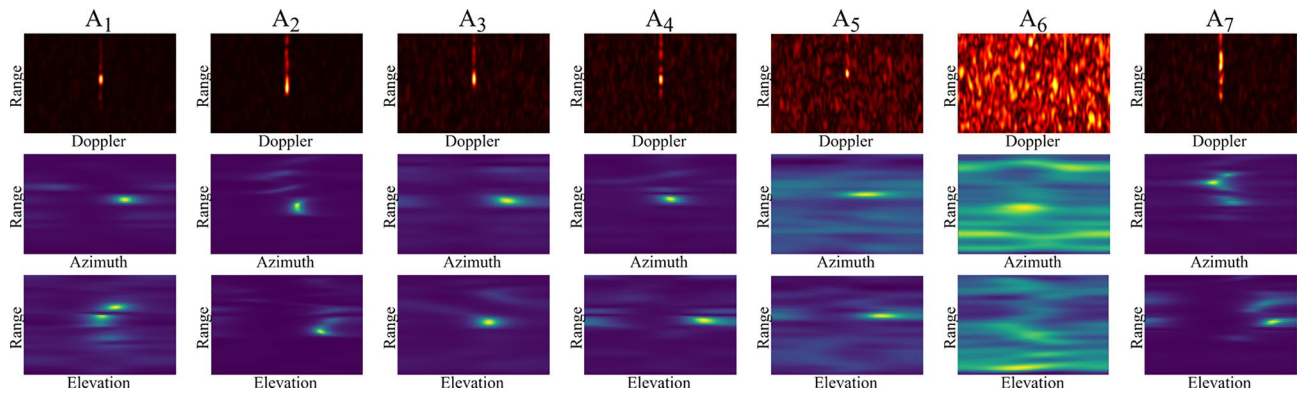 A1 A2 A3 A4 A5 A6 A7
Range Range Range Range Range Range Range
Doppler Doppler Doppler Doppler Doppler Doppler Doppler
Range Range Range Range Range Range Range
Azimuth Azimuth Azimuth Azimuth Azimuth Azimuth Azimuth
Range Range Range Range Range Range Range
Elevation Elevation Elevation Elevation Elevation Elevation Elevation